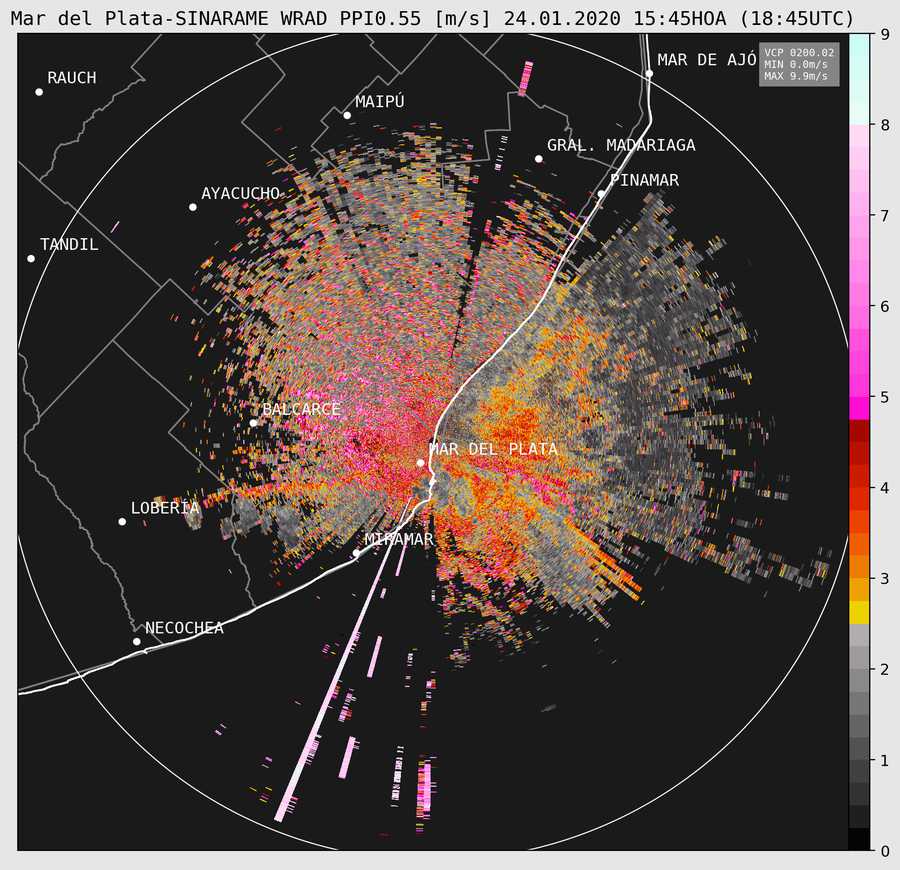 Mar del Plata-SINARAME WRAD PPI0.55 [m/s] 24.01.2020 15:45HOA (18:45UTC)
9
VCP 0200.02
MIN 0.0m/s
MAX 9.9m/s
MAR DE AJÓ
RAUCH
MAIPÚ
8
GRAL. MADARIAGA
PINAMAR
AYACUCHO
7
TANDIL
6
5
BALCARCE
MAR DEL PLATA
4
LOBERÍA
MIRAMAR
3
NECOCHEA
2
1
0